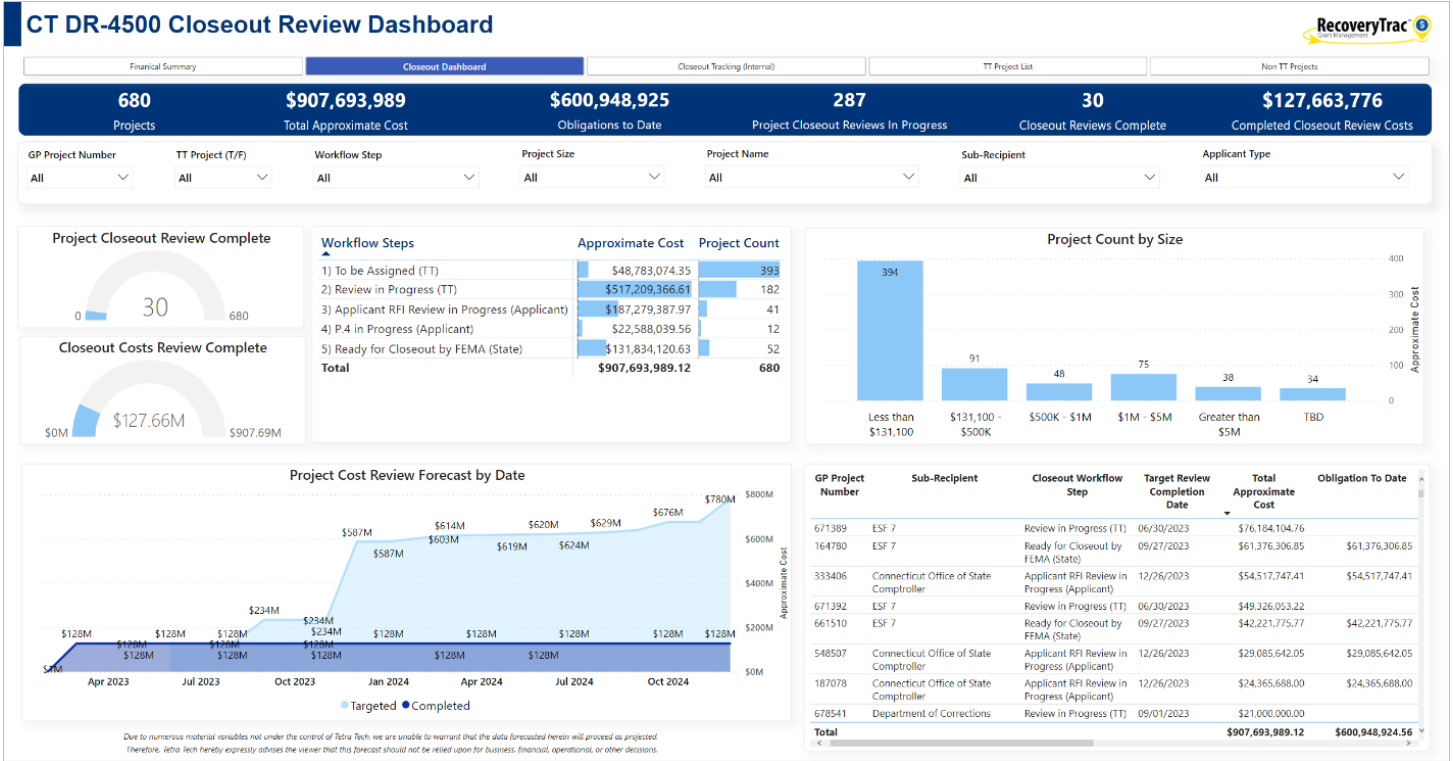 CT DR-4500 Closeout Review Dashboard
RecoveryTrac™ $
Grant Management
Finanical Summary
Closeout Dashboard
Closeout Tracking (Internal)
TT Project List
Non TT Projects
680
Projects
$907,693,989
Total Approximate Cost
$600,948,925
Obligations to Date
287
Project Closeout Reviews In Progress
30
Closeout Reviews Complete
$127,663,776
Completed Closeout Review Costs
GP Project Number
All
TT Project (T/F)
All
Workflow Step
All
Project Size
All
Project Name
All
Sub-Recipient
All
Applicant Type
All
Project Closeout Review Complete
30
0
680
Closeout Costs Review Complete
$127.66M
$0M
$907.69M
Workflow Steps Approximate Cost Project Count
1) To be Assigned (TT) $48,783,074.35 393
2) Review in Progress (TT) $517,209,366.61 182
3) Applicant RFI Review in Progress (Applicant) $187,279,387.97 41
4) P.4 in Progress (Applicant) $22,588,039.56 12
5) Ready for Closeout by FEMA (State) $131,834,120.63 52
Total $907,693,989.12 680
Project Count by Size
394
91
48
75
38
34
400
300
200
100
0
Approximate Cost
Less than
$131,100
$131,100 -
$500K
$500K - $1M
$1M - $5M
Greater than
$5M
TBD
Project Cost Review Forecast by Date
$780M
$676M
$629M
$620M
$614M
$587M
$603M
$587M
$619M
$624M
$234M
$234M
$234M
$128M $128M $128M $128M $128M $128M $128M $128M
$128M $128M $128M
$128M $128M $128M $128M $128M
$1M
$800M
$600M
$400M
$200M
$0M
Approximate Cost
Apr 2023 Jul 2023 Oct 2023 Jan 2024 Apr 2024 Jul 2024 Oct 2024
Targeted Completed
Due to numerous material variables not under the control of Tetra Tech, we are unable to warrant that the data forecasted herein will proceed as projected.
Therefore, Tetra Tech hereby expressly advises the viewer that this forecast should not be relied upon for business, financial, operational, or other decisions.
GP Project
Number
Sub-Recipient
Closeout Workflow
Step
Target Review
Completion
Date
Total
Approximate
Cost
Obligation To Date
671389 ESF 7 Review in Progress (TT) 06/30/2023 $76,184,104.76
164780 ESF 7 Ready for Closeout by 09/27/2023 $61,376,306.85 $61,376,306.85
FEMA (State)
333406 Connecticut Office of State Applicant RFI Review in 12/26/2023 $54,517,747.41 $54,517,747.41
Comptroller Progress (Applicant)
671392 ESF 7 Review in Progress (TT) 06/30/2023 $49,326,053.22
661510 ESF 7 Ready for Closeout by 09/27/2023 $42,221,775.77 $42,221,775.77
FEMA (State)
548507 Connecticut Office of State Applicant RFI Review in 12/26/2023 $29,085,642.05 $29,085,642.05
Comptroller Progress (Applicant)
187078 Connecticut Office of State Applicant RFI Review in 12/26/2023 $24,365,688.00 $24,365,688.00
Comptroller Progress (Applicant)
678541 Department of Corrections Review in Progress (TT) 09/01/2023 $21,000,000.00
Total $907,693,989.12 $600,948,924.56